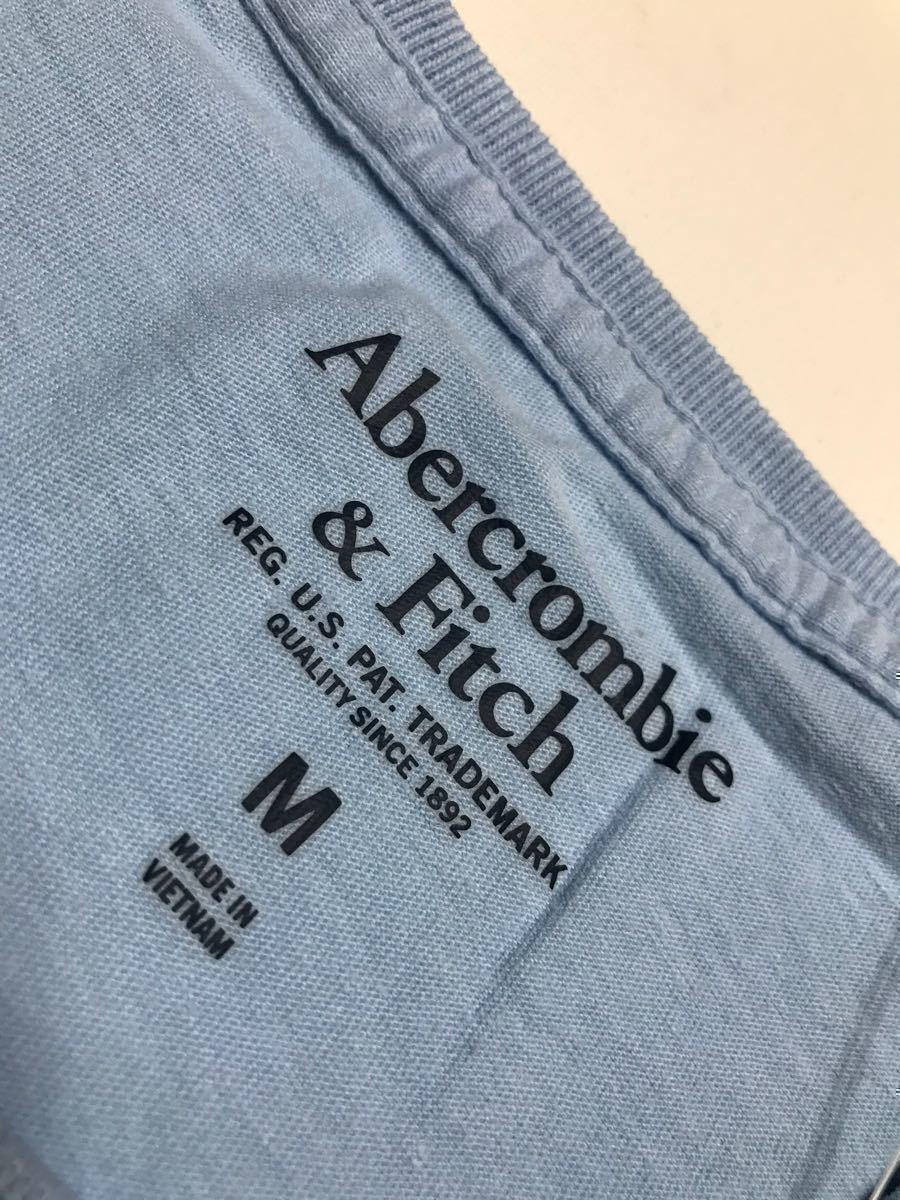 Abercrombie
& Fitch
REG. U.S. PAT. TRADEMARK
QUALITY SINCE 1892
M
MADE IN
VIETNAM